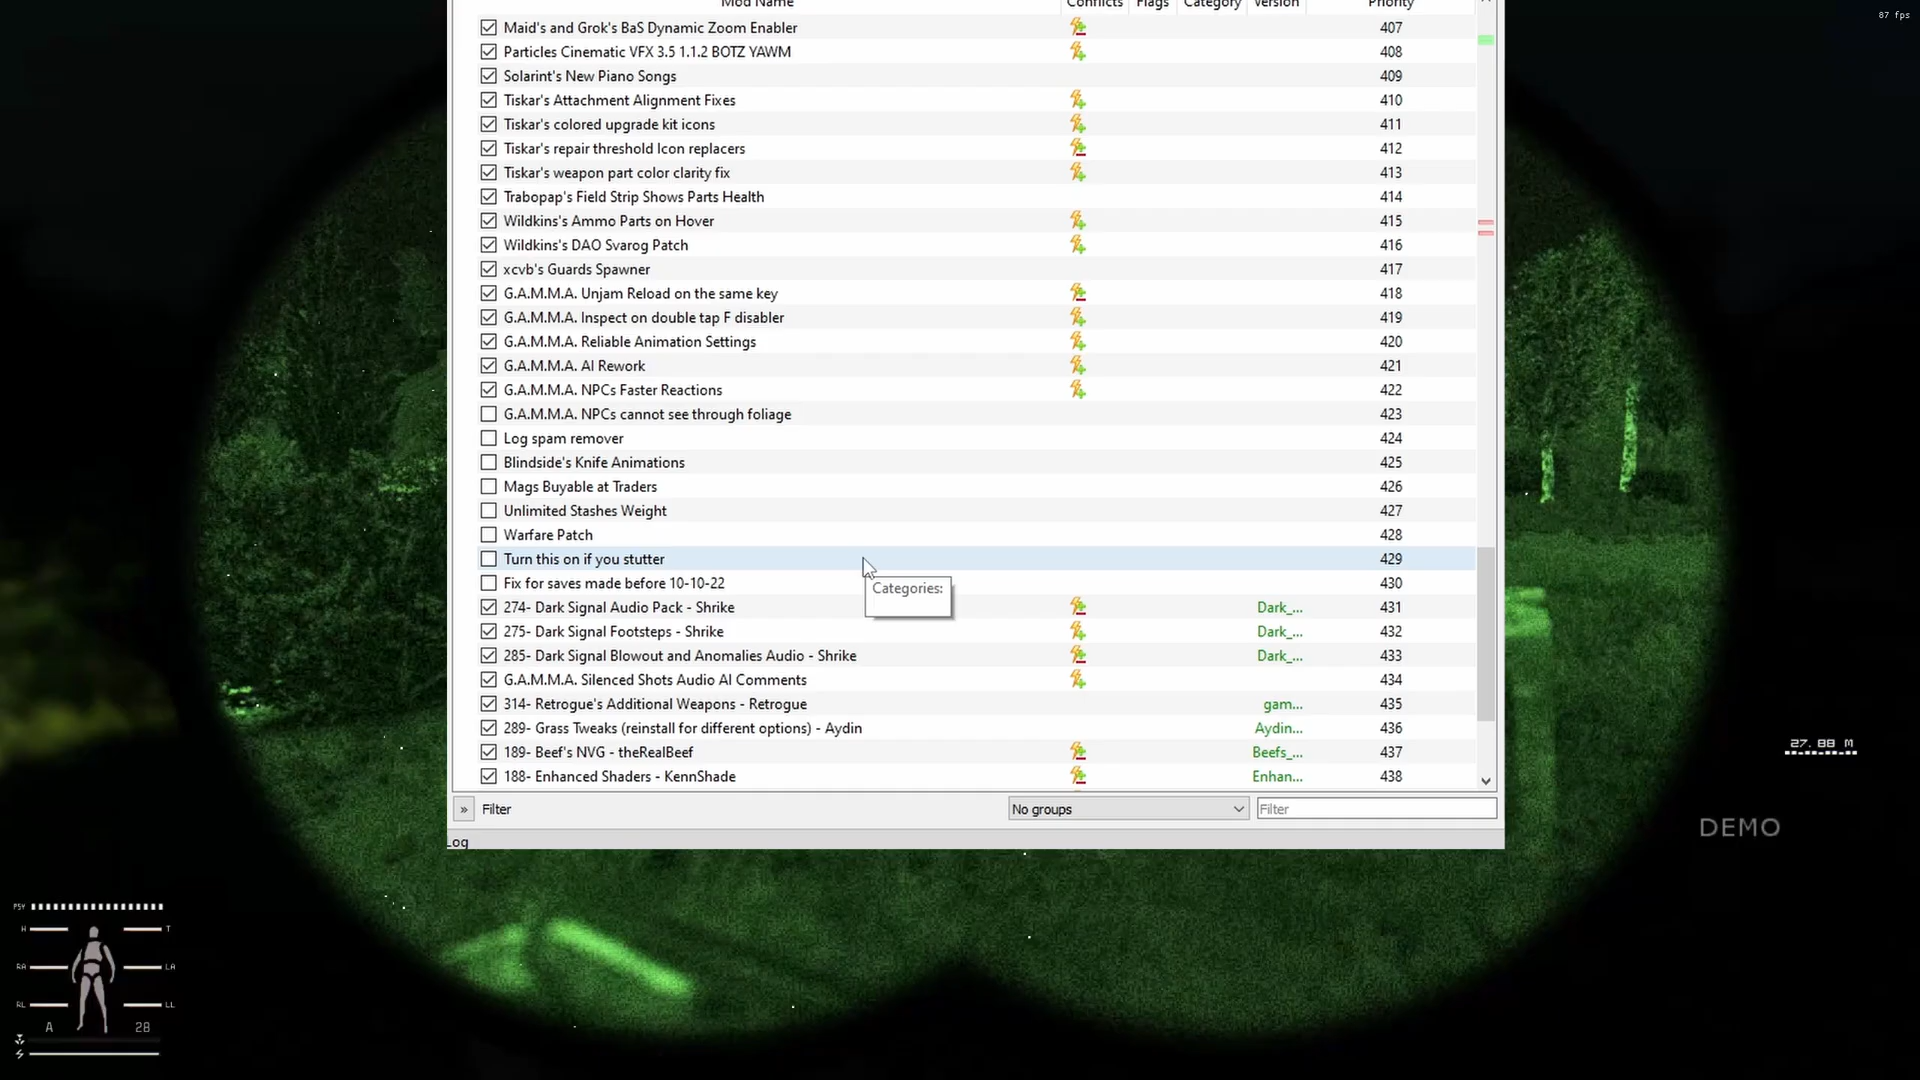 87 fps
Mod Name Conflicts Flags Category Version Priority
Maid's and Grok's BaS Dynamic Zoom Enabler 407
Particles Cinematic VFX 3.5 1.1.2 BOTZ YAWM 408
Solarint's New Piano Songs 409
Tiskar's Attachment Alignment Fixes 410
Tiskar's colored upgrade kit icons 411
Tiskar's repair threshold Icon replacers 412
Tiskar's weapon part color clarity fix 413
Trabopap's Field Strip Shows Parts Health 414
Wildkins's Ammo Parts on Hover 415
Wildkins's DAO Svarog Patch 416
xcvb's Guards Spawner 417
G.A.M.M.A. Unjam Reload on the same key 418
G.A.M.M.A. Inspect on double tap F disabler 419
G.A.M.M.A. Reliable Animation Settings 420
G.A.M.M.A. AI Rework 421
G.A.M.M.A. NPCs Faster Reactions 422
G.A.M.M.A. NPCs cannot see through foliage 423
Log spam remover 424
Blindside's Knife Animations 425
Mags Buyable at Traders 426
Unlimited Stashes Weight 427
Warfare Patch 428
Turn this on if you stutter 429
Fix for saves made before 10-10-22 430
Categories:
274- Dark Signal Audio Pack - Shrike Dark_... 431
275- Dark Signal Footsteps - Shrike Dark_... 432
285- Dark Signal Blowout and Anomalies Audio - Shrike Dark_... 433
G.A.M.M.A. Silenced Shots Audio AI Comments 434
314- Retrogue's Additional Weapons - Retrogue gam... 435
289- Grass Tweaks (reinstall for different options) - Aydin Aydin... 436
189- Beef's NVG - theRealBeef Beefs_... 437
188- Enhanced Shaders - KennShade Enhan... 438
» Filter No groups Filter
Log
27.88 M
DEMO
PSY
H T
RA LA
RL LL
A 28